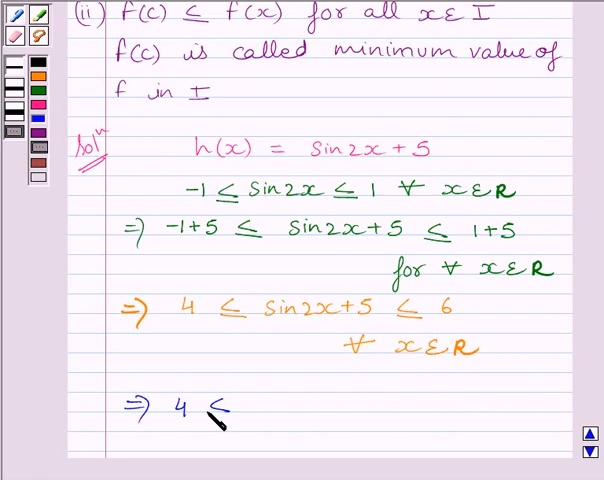 (ii) f(c) ≤ f(x) for all x ε I
f(c) is called minimum value of
f in I
Solⁿ h(x) = sin2x + 5
-1 ≤ sin2x ≤ 1 ∀ x ε R
⇒ -1+5 ≤ sin2x+5 ≤ 1+5
for ∀ x ε R
⇒ 4 ≤ sin2x+5 ≤ 6
∀ x ε R
⇒ 4 ≤